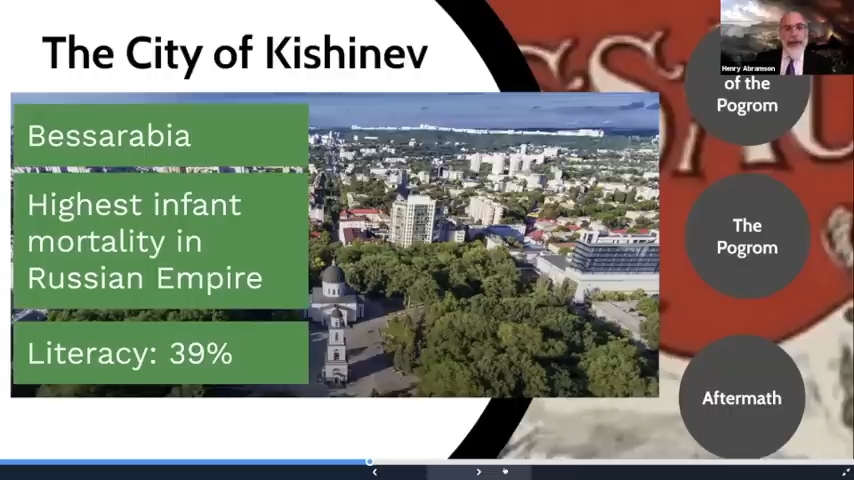 The City of Kishinev
Bessarabia
Highest infant
mortality in
Russian Empire
Literacy: 39%
Henry Abramson
of the
Pogrom
The
Pogrom
Aftermath